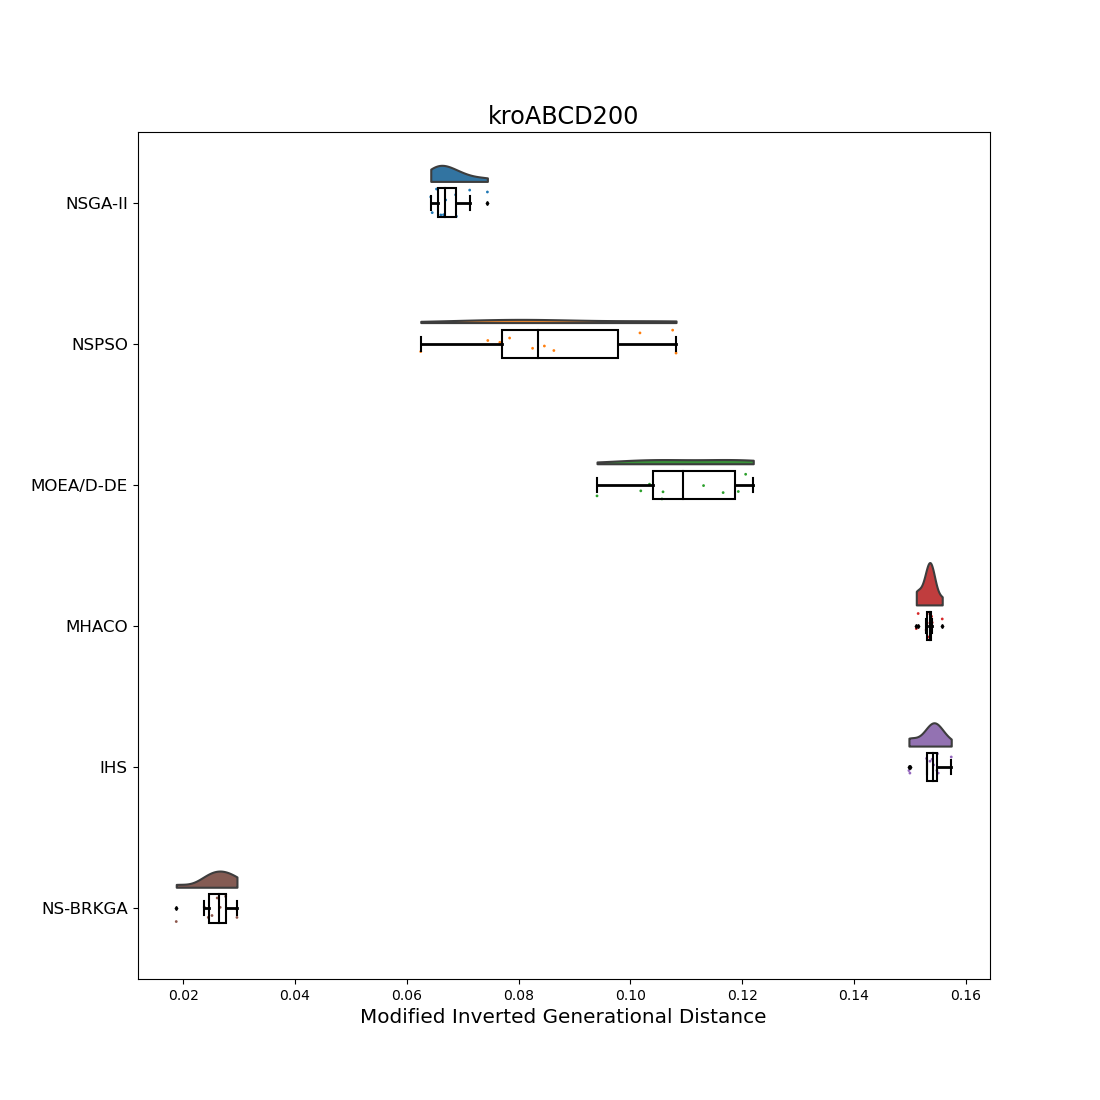 kroABCD200
NSGA-II
NSPSO
MOEA/D-DE
MHACO
IHS
NS-BRKGA
0.02 0.04 0.06 0.08 0.10 0.12 0.14 0.16
Modified Inverted Generational Distance